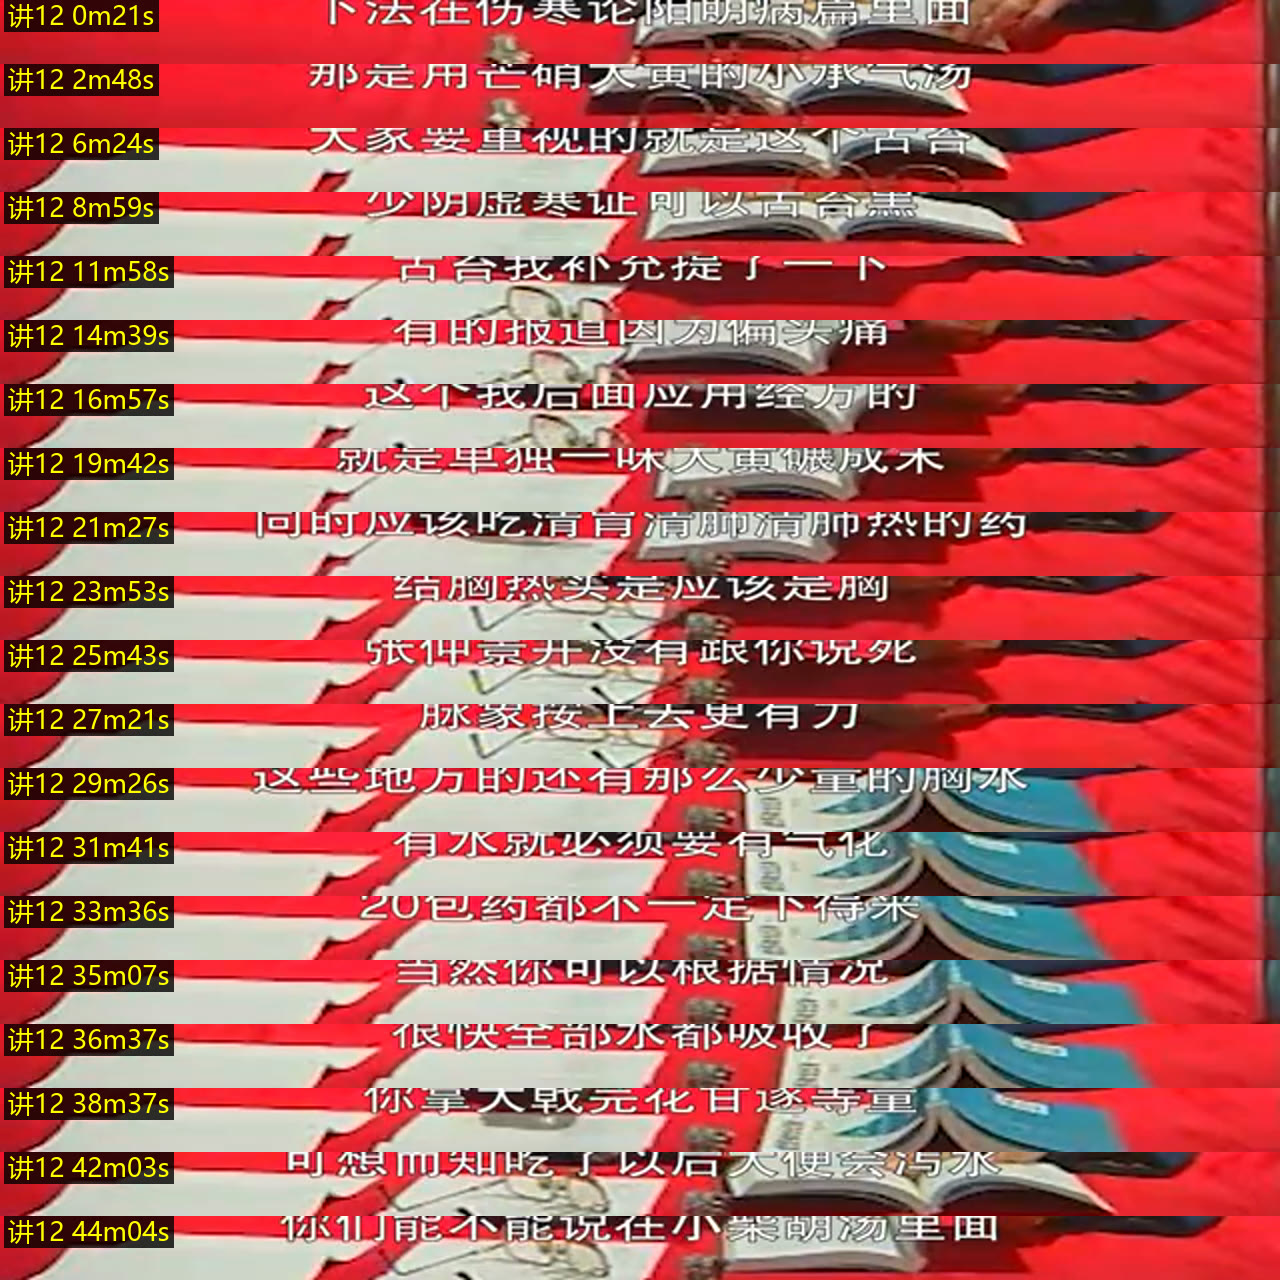 讲12 0m21s 下法在伤寒论阳明病篇里面
讲12 2m48s 那是用芒硝大黄的小承气汤
讲12 6m24s 大家要重视的就是这个舌苔
讲12 8m59s 少阴虚寒证可以舌苔黑
讲12 11m58s 舌苔我补充提了一下
讲12 14m39s 有的报道因为偏头痛
讲12 16m57s 这个我后面应用经方的
讲12 19m42s 就是单独一味大黄碾成末
讲12 21m27s 同时应该吃清胃清肺清肺热的药
讲12 23m53s 结胸热实是应该是胸
讲12 25m43s 张仲景并没有跟你说死
讲12 27m21s 脉象按上去更有力
讲12 29m26s 这些地方的还有那么少量的胸水
讲12 31m41s 有水就必须要有气化
讲12 33m36s 20包药都不一定下得来
讲12 35m07s 当然你可以根据情况
讲12 36m37s 很快全部水都吸收了
讲12 38m37s 你拿大戟芫花甘遂等量
讲12 42m03s 可想而知吃了以后大便会泻水
讲12 44m04s 你们能不能说在小柴胡汤里面